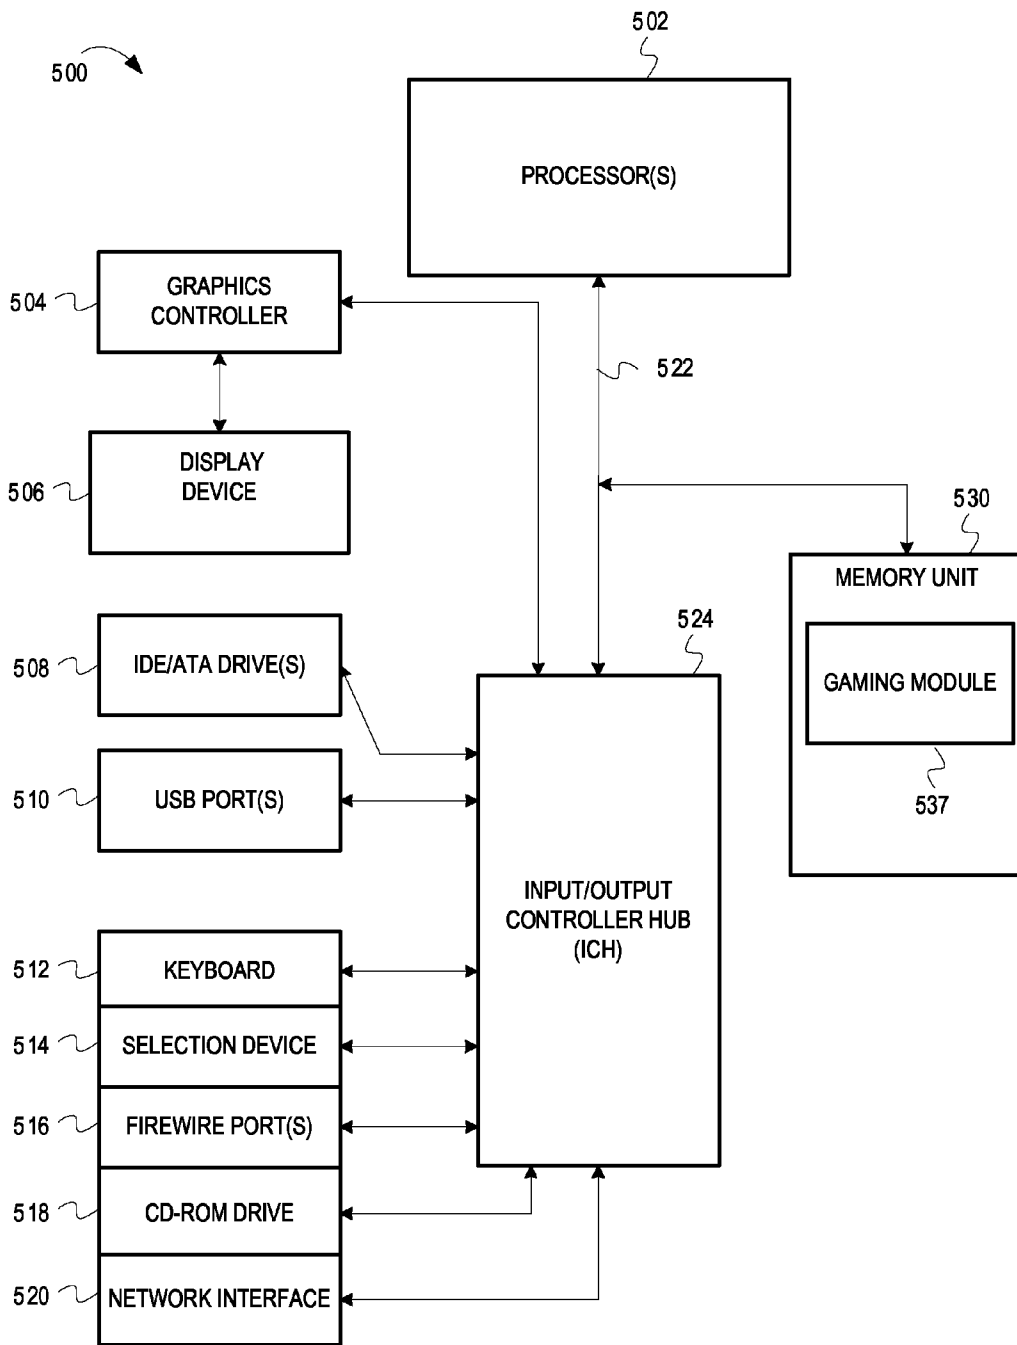 500
502
PROCESSOR(S)
504
GRAPHICS
CONTROLLER
522
506
DISPLAY
DEVICE
530
MEMORY UNIT
GAMING MODULE
537
508
IDE/ATA DRIVE(S)
524
510
USB PORT(S)
INPUT/OUTPUT
CONTROLLER HUB
(ICH)
512
KEYBOARD
514
SELECTION DEVICE
516
FIREWIRE PORT(S)
518
CD-ROM DRIVE
520
NETWORK INTERFACE